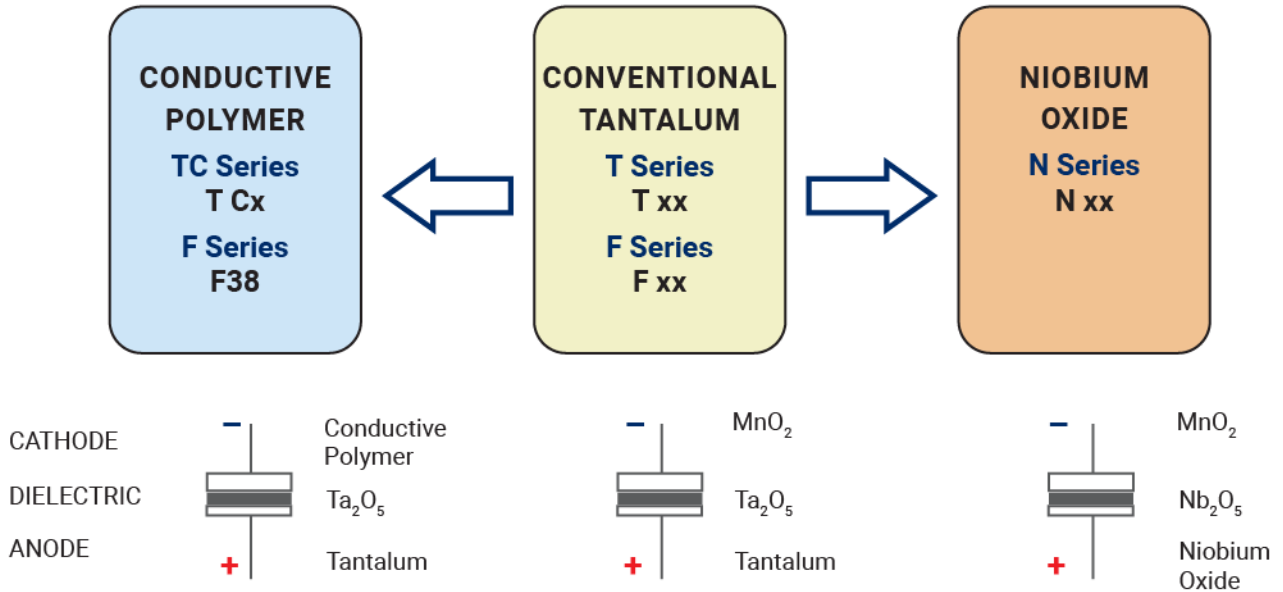 CONDUCTIVE
POLYMER
TC Series
T Cx
F Series
F38
CONVENTIONAL
TANTALUM
T Series
T xx
F Series
F xx
NIOBIUM
OXIDE
N Series
N xx
CATHODE
DIELECTRIC
ANODE
−
Conductive
Polymer
Ta₂O₅
+
Tantalum
−
MnO₂
Ta₂O₅
+
Tantalum
−
MnO₂
Nb₂O₅
+
Niobium
Oxide